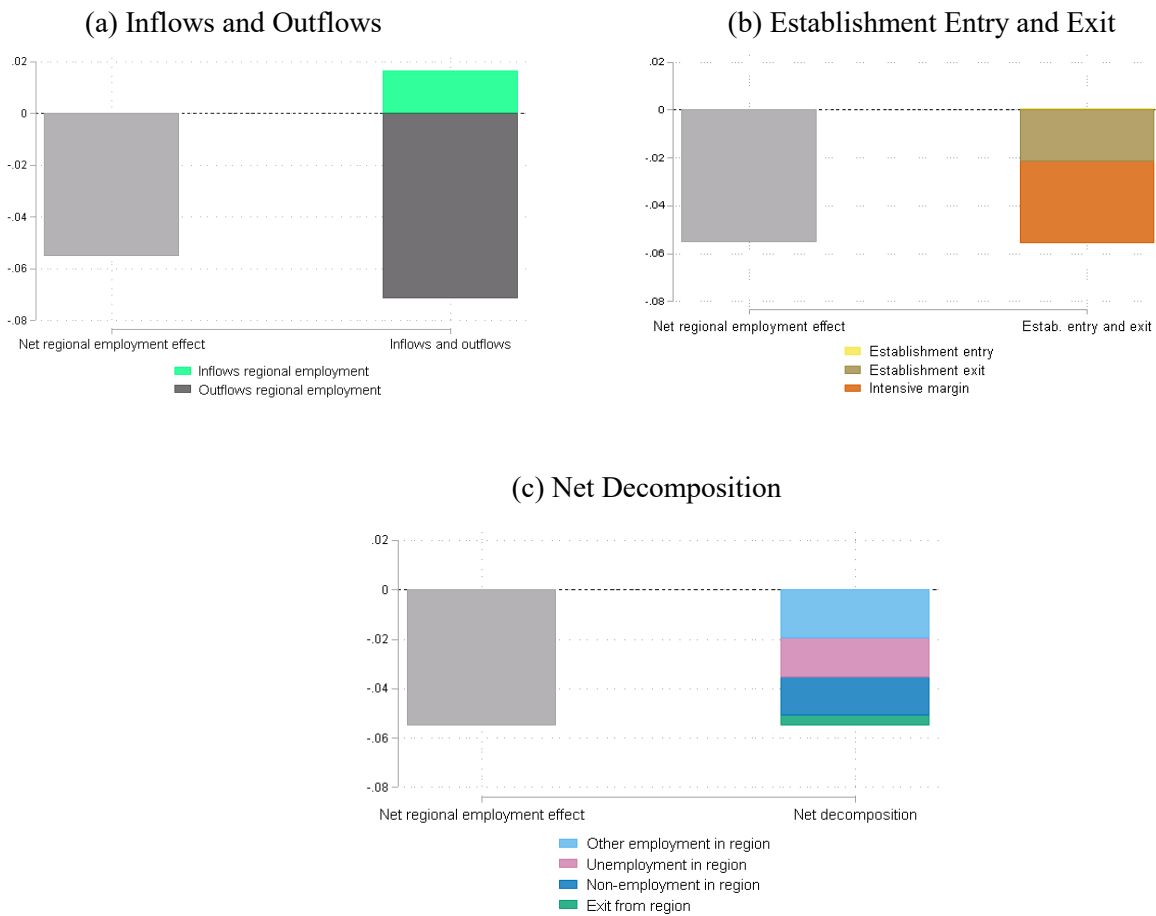 (a) Inflows and Outflows
.02
0
-.02
-.04
-.06
-.08
Net regional employment effect
Inflows and outflows
Inflows regional employment
Outflows regional employment
(b) Establishment Entry and Exit
.02
0
-.02
-.04
-.06
-.08
Net regional employment effect
Estab. entry and exit
Establishment entry
Establishment exit
Intensive margin
(c) Net Decomposition
.02
0
-.02
-.04
-.06
-.08
Net regional employment effect
Net decomposition
Other employment in region
Unemployment in region
Non-employment in region
Exit from region